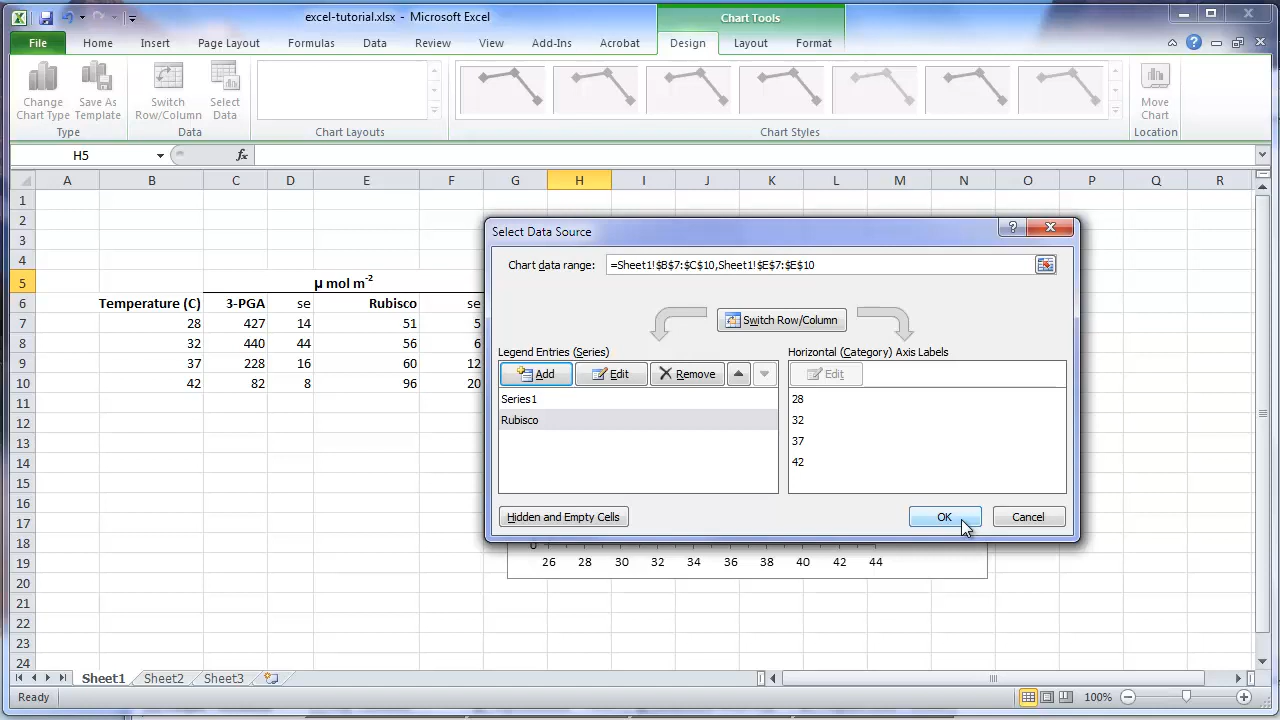 excel-tutorial.xlsx - Microsoft Excel
Chart Tools
File Home Insert Page Layout Formulas Data Review View Add-Ins Acrobat Design Layout Format
Change Chart Type
Save As Template
Switch Row/Column
Select Data
Move Chart
Type Data Chart Layouts Chart Styles Location
H5 fx
A B C D E F G H I J K L M N O P Q R
1
2
3
4
5 µ mol m-2
6 Temperature (C) 3-PGA se Rubisco se
7 28 427 14 51 5
8 32 440 44 56 6
9 37 228 16 60 12
10 42 82 8 96 20
11
12
13
14
15
16
17
18
19
20
21
22
23
24
Select Data Source
Chart data range: =Sheet1!$B$7:$C$10,Sheet1!$E$7:$E$10
Switch Row/Column
Legend Entries (Series) Horizontal (Category) Axis Labels
Add Edit Remove Edit
Series1 28
Rubisco 32
37
42
Hidden and Empty Cells OK Cancel
0
26 28 30 32 34 36 38 40 42 44
Sheet1 Sheet2 Sheet3
Ready 100%